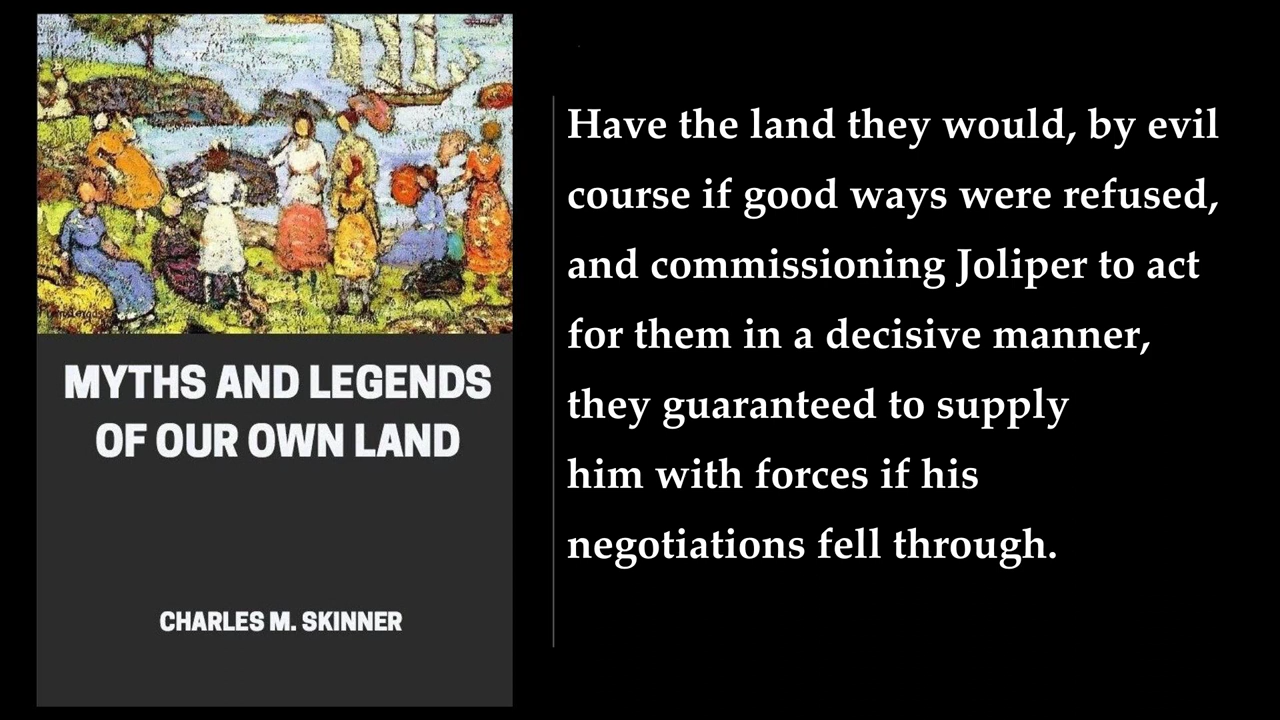 MYTHS AND LEGENDS
OF OUR OWN LAND
CHARLES M. SKINNER
Have the land they would, by evil
course if good ways were refused,
and commissioning Joliper to act
for them in a decisive manner,
they guaranteed to supply
him with forces if his
negotiations fell through.